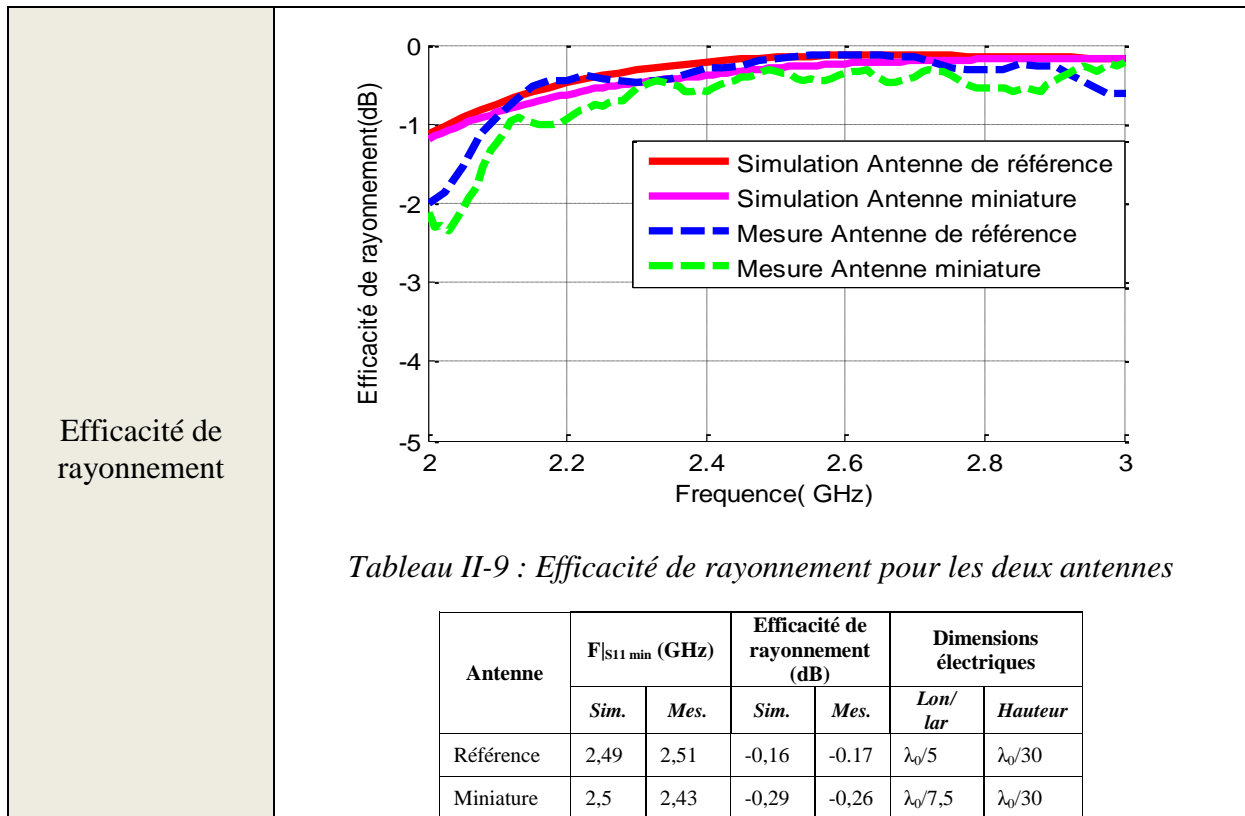 Efficacité de
rayonnement
Efficacité de rayonnement(dB)
0
-1
-2
-3
-4
-5
2
2.2
2.4
2.6
2.8
3
Frequence( GHz)
Simulation Antenne de référence
Simulation Antenne miniature
Mesure Antenne de référence
Mesure Antenne miniature
Tableau II-9 : Efficacité de rayonnement pour les deux antennes
Antenne F|S11 min (GHz) Efficacité de rayonnement (dB) Dimensions électriques
Sim. Mes. Sim. Mes. Lon/ lar Hauteur
Référence 2,49 2,51 -0,16 -0.17 λ0/5 λ0/30
Miniature 2,5 2,43 -0,29 -0,26 λ0/7,5 λ0/30